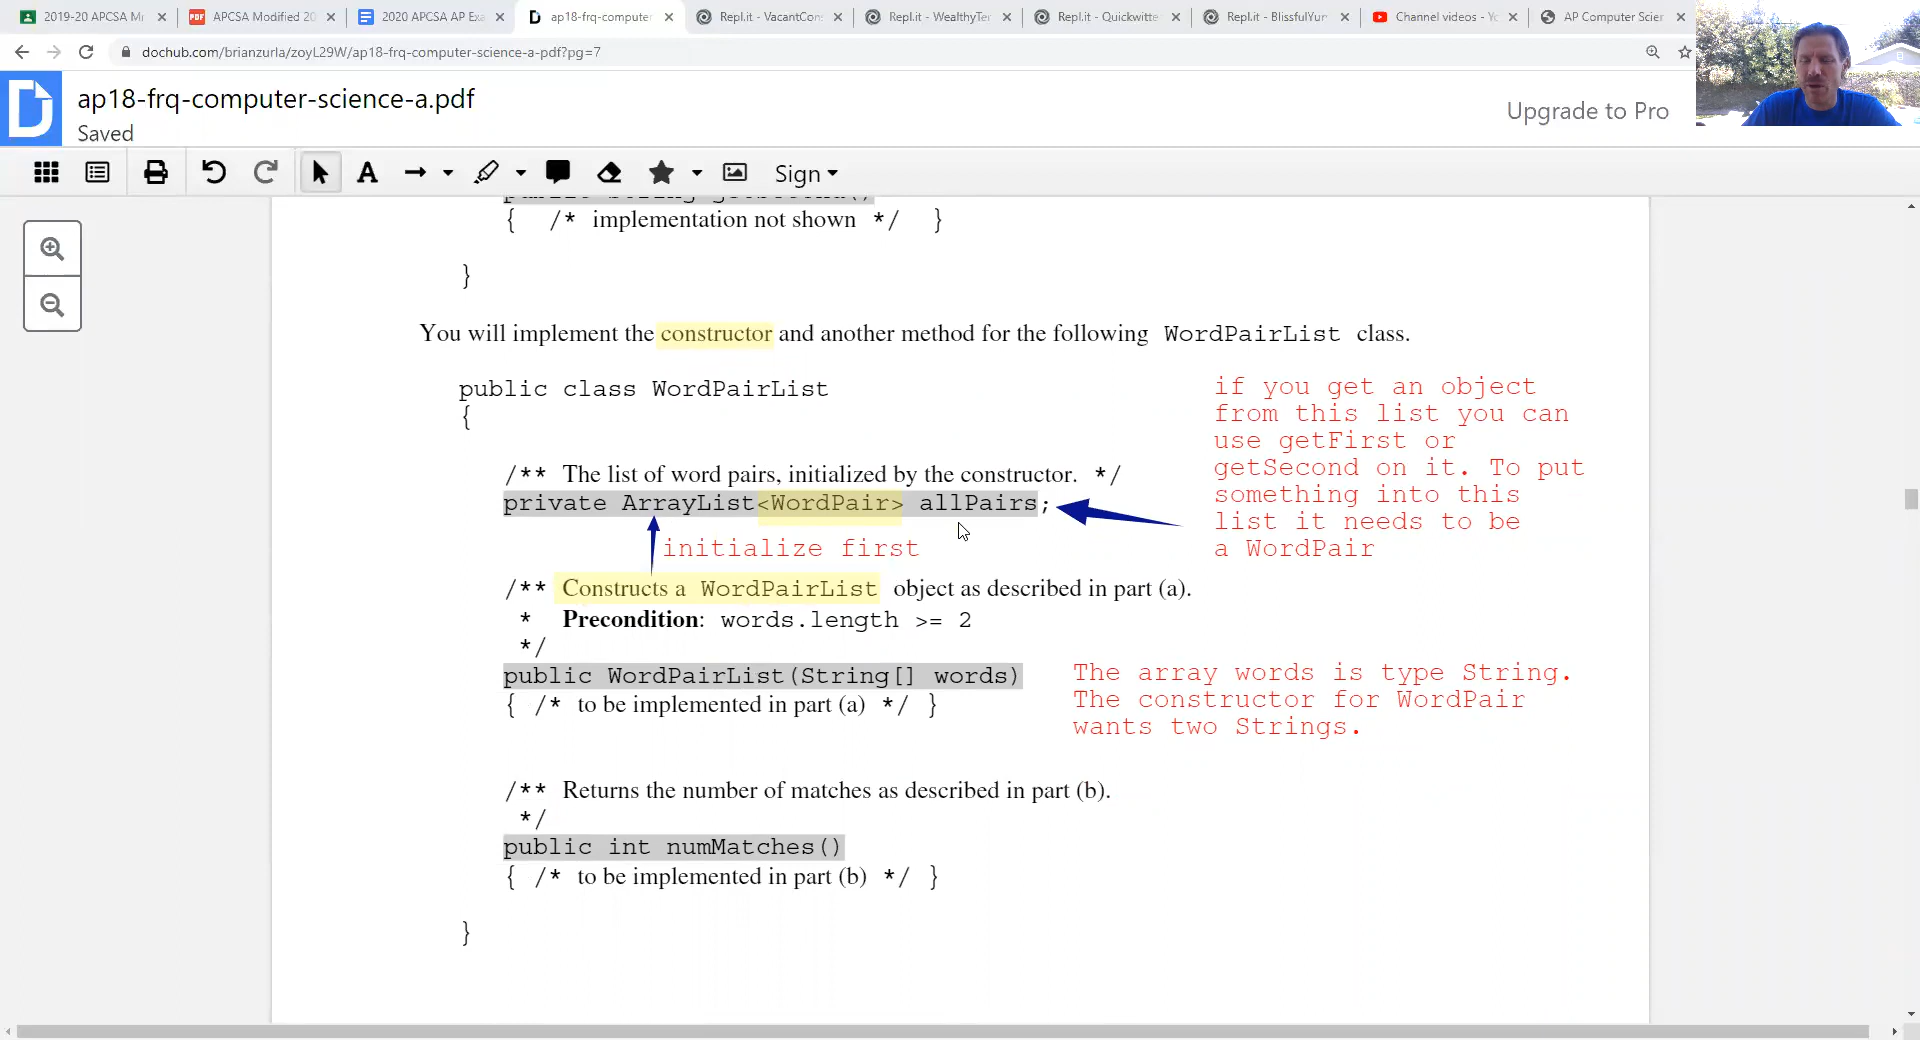 2019-20 APCSA Mr
APCSA Modified 20
2020 APCSA AP Exa
ap18-frq-computer
Repl.it - VacantCons
Repl.it - WealthyTer
Repl.it - Quickwitte
Repl.it - BlissfulYur
Channel videos - Yo
AP Computer Scien
dochub.com/brianzurla/zoyL29W/ap18-frq-computer-science-a-pdf?pg=7
ap18-frq-computer-science-a.pdf
Saved
Upgrade to Pro
A
Sign
{ /* implementation not shown */ }
}
You will implement the constructor and another method for the following WordPairList class.
public class WordPairList
{
/** The list of word pairs, initialized by the constructor. */
private ArrayList<WordPair> allPairs;
initialize first
if you get an object
from this list you can
use getFirst or
getSecond on it. To put
something into this
list it needs to be
a WordPair
/** Constructs a WordPairList object as described in part (a).
* Precondition: words.length >= 2
*/
public WordPairList(String[] words)
{ /* to be implemented in part (a) */ }
The array words is type String.
The constructor for WordPair
wants two Strings.
/** Returns the number of matches as described in part (b).
*/
public int numMatches()
{ /* to be implemented in part (b) */ }
}